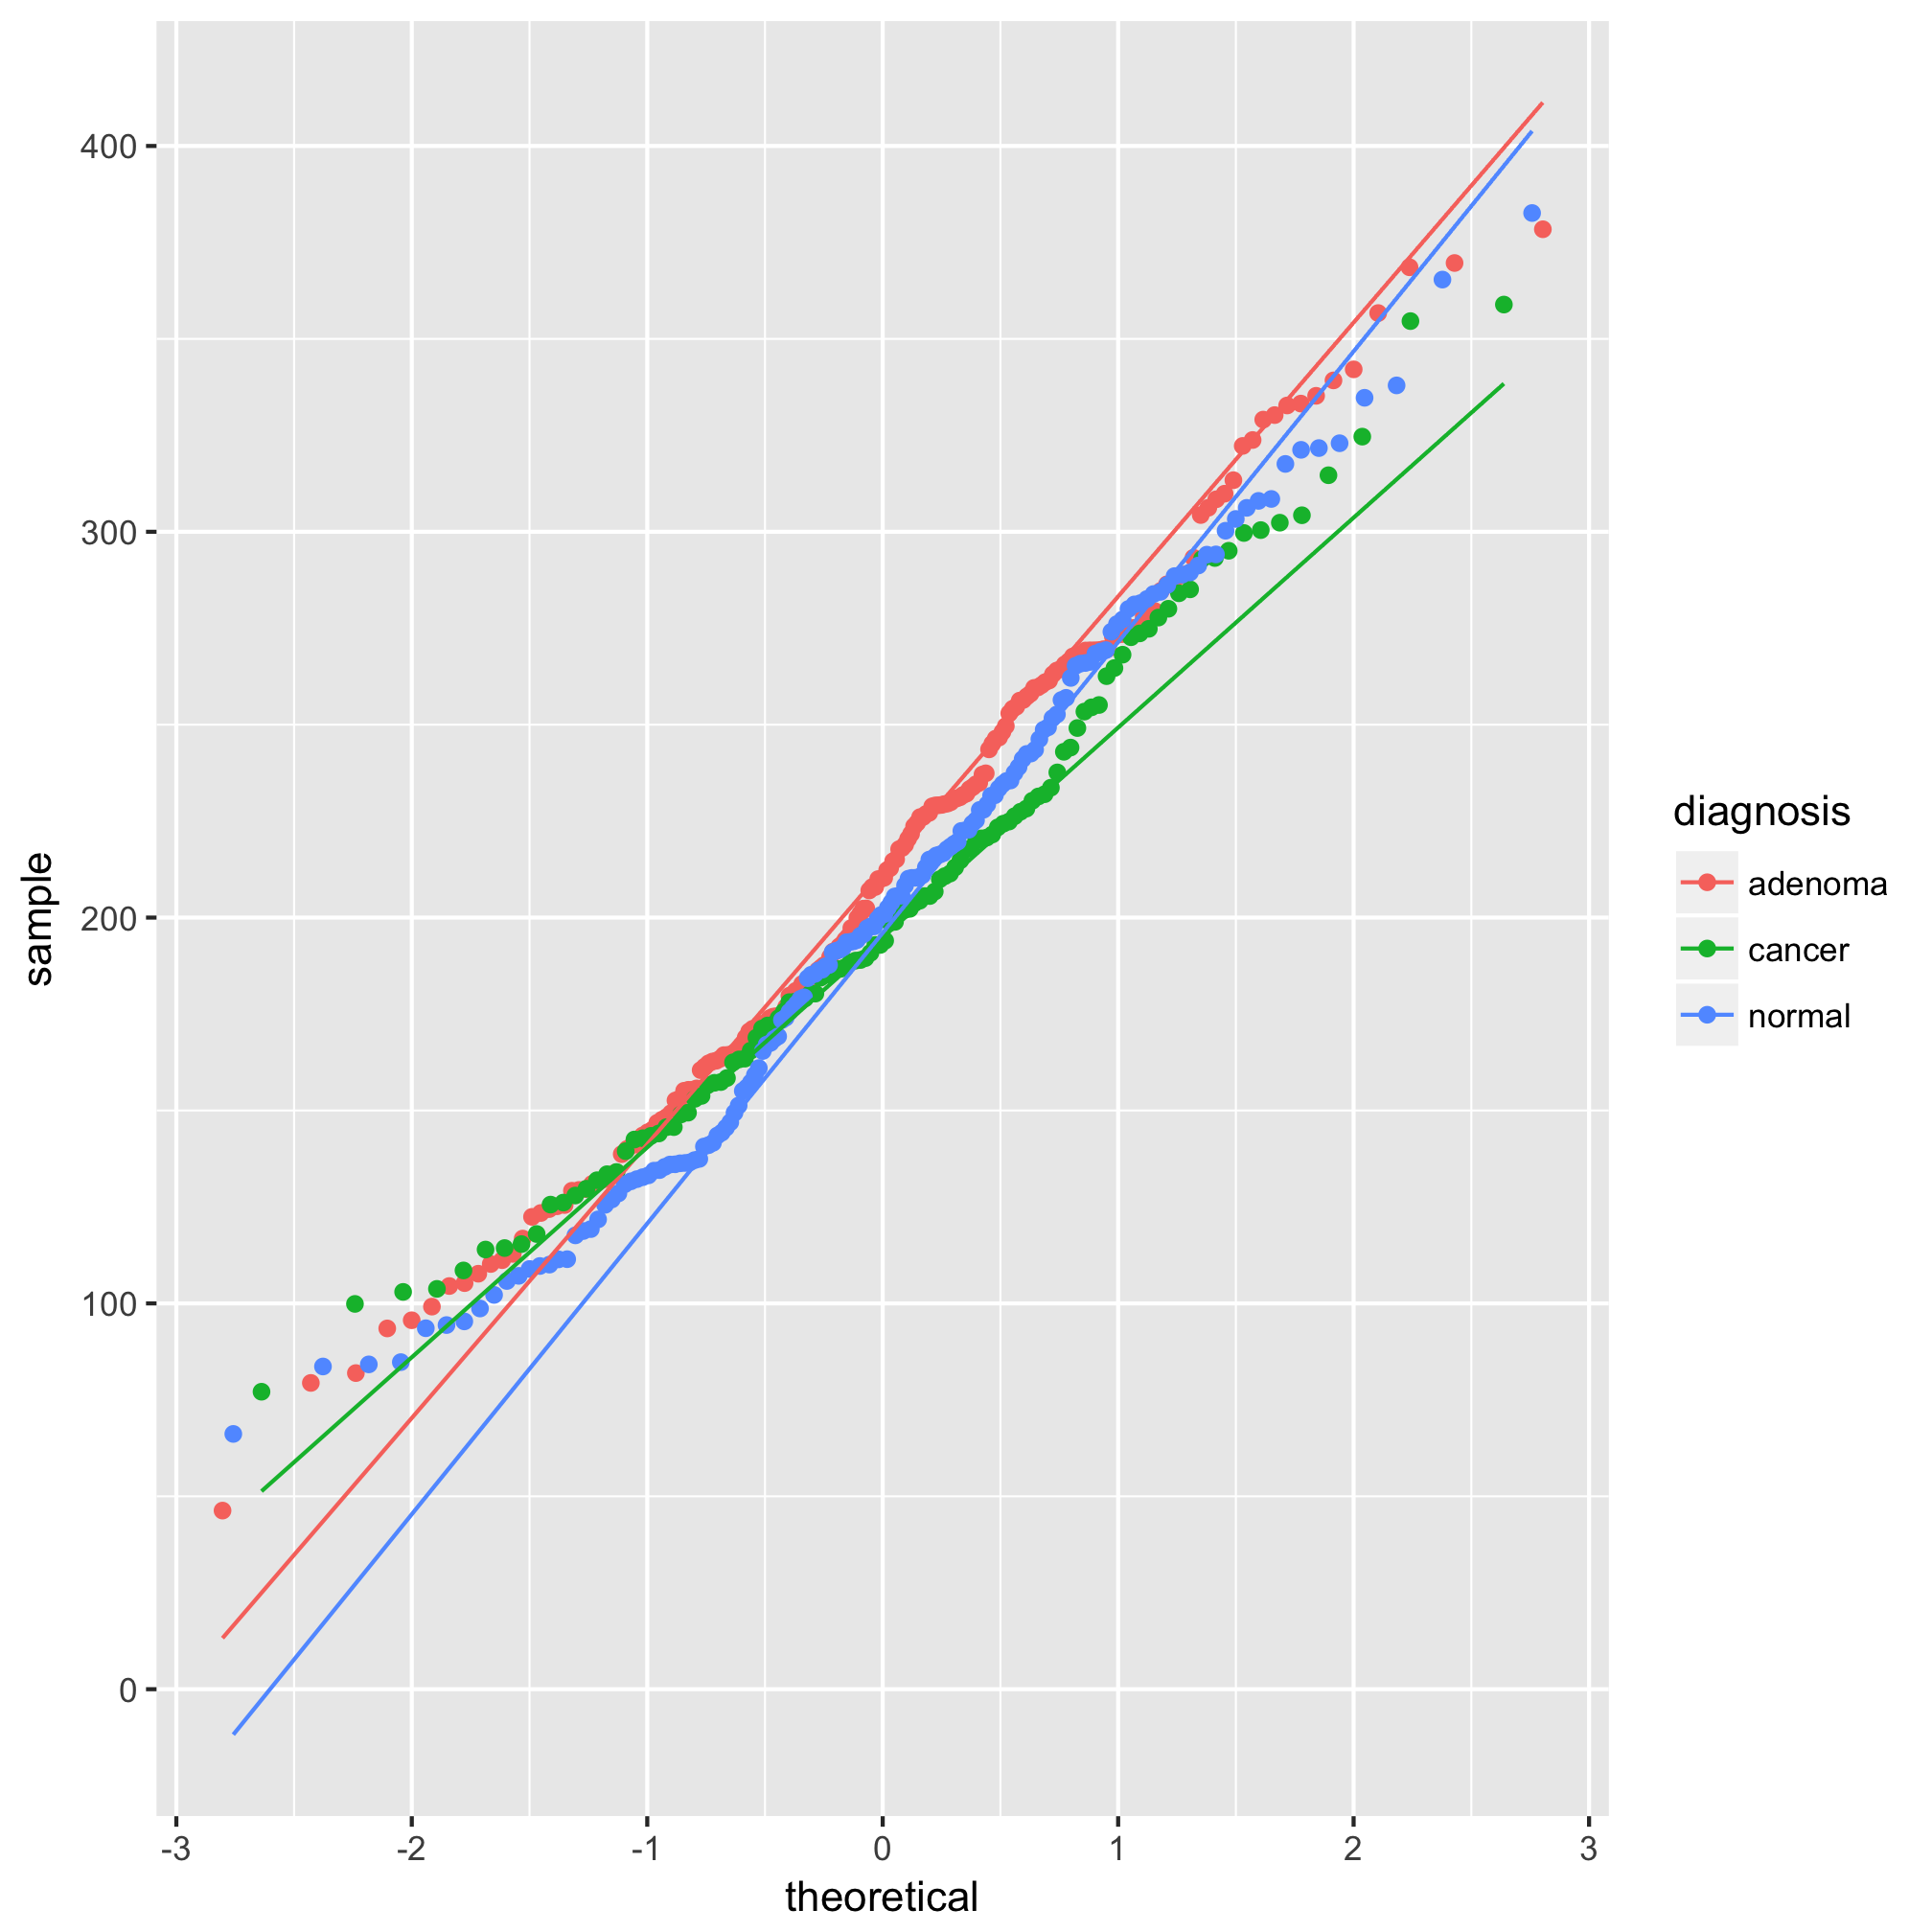 400
300
200
100
0
sample
-3 -2 -1 0 1 2 3
theoretical
diagnosis
adenoma
cancer
normal